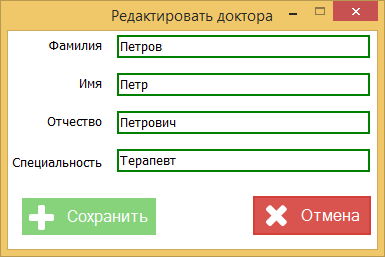 Редактировать доктора
Фамилия Петров
Имя Петр
Отчество Петрович
Специальность Терапевт
Сохранить Отмена